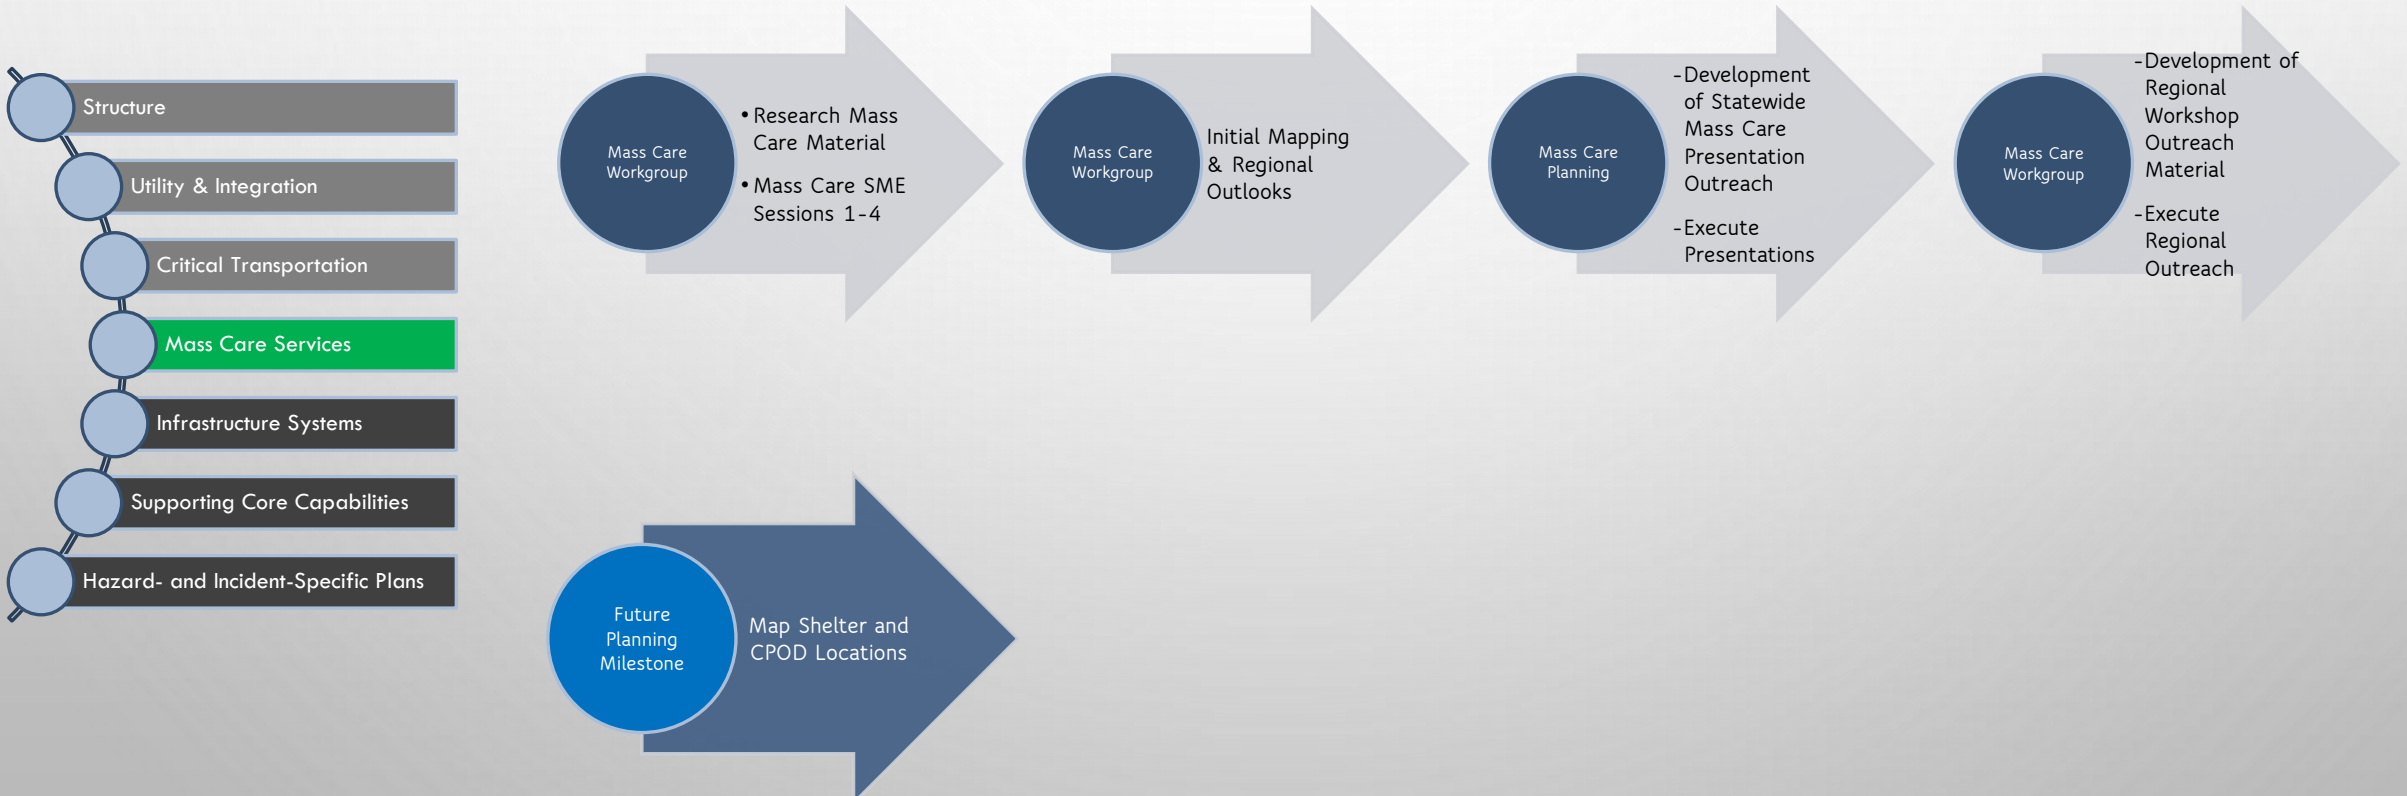 Structure
Utility & Integration
Critical Transportation
Mass Care Services
Infrastructure Systems
Supporting Core Capabilities
Hazard- and Incident-Specific Plans
Mass Care
Workgroup
• Research Mass
Care Material
• Mass Care SME
Sessions 1-4
Mass Care
Workgroup
Initial Mapping
& Regional
Outlooks
Mass Care
Planning
-Development
of Statewide
Mass Care
Presentation
Outreach
-Execute
Presentations
Mass Care
Workgroup
-Development of
Regional
Workshop
Outreach
Material
-Execute
Regional
Outreach
Future
Planning
Milestone
Map Shelter and
CPOD Locations